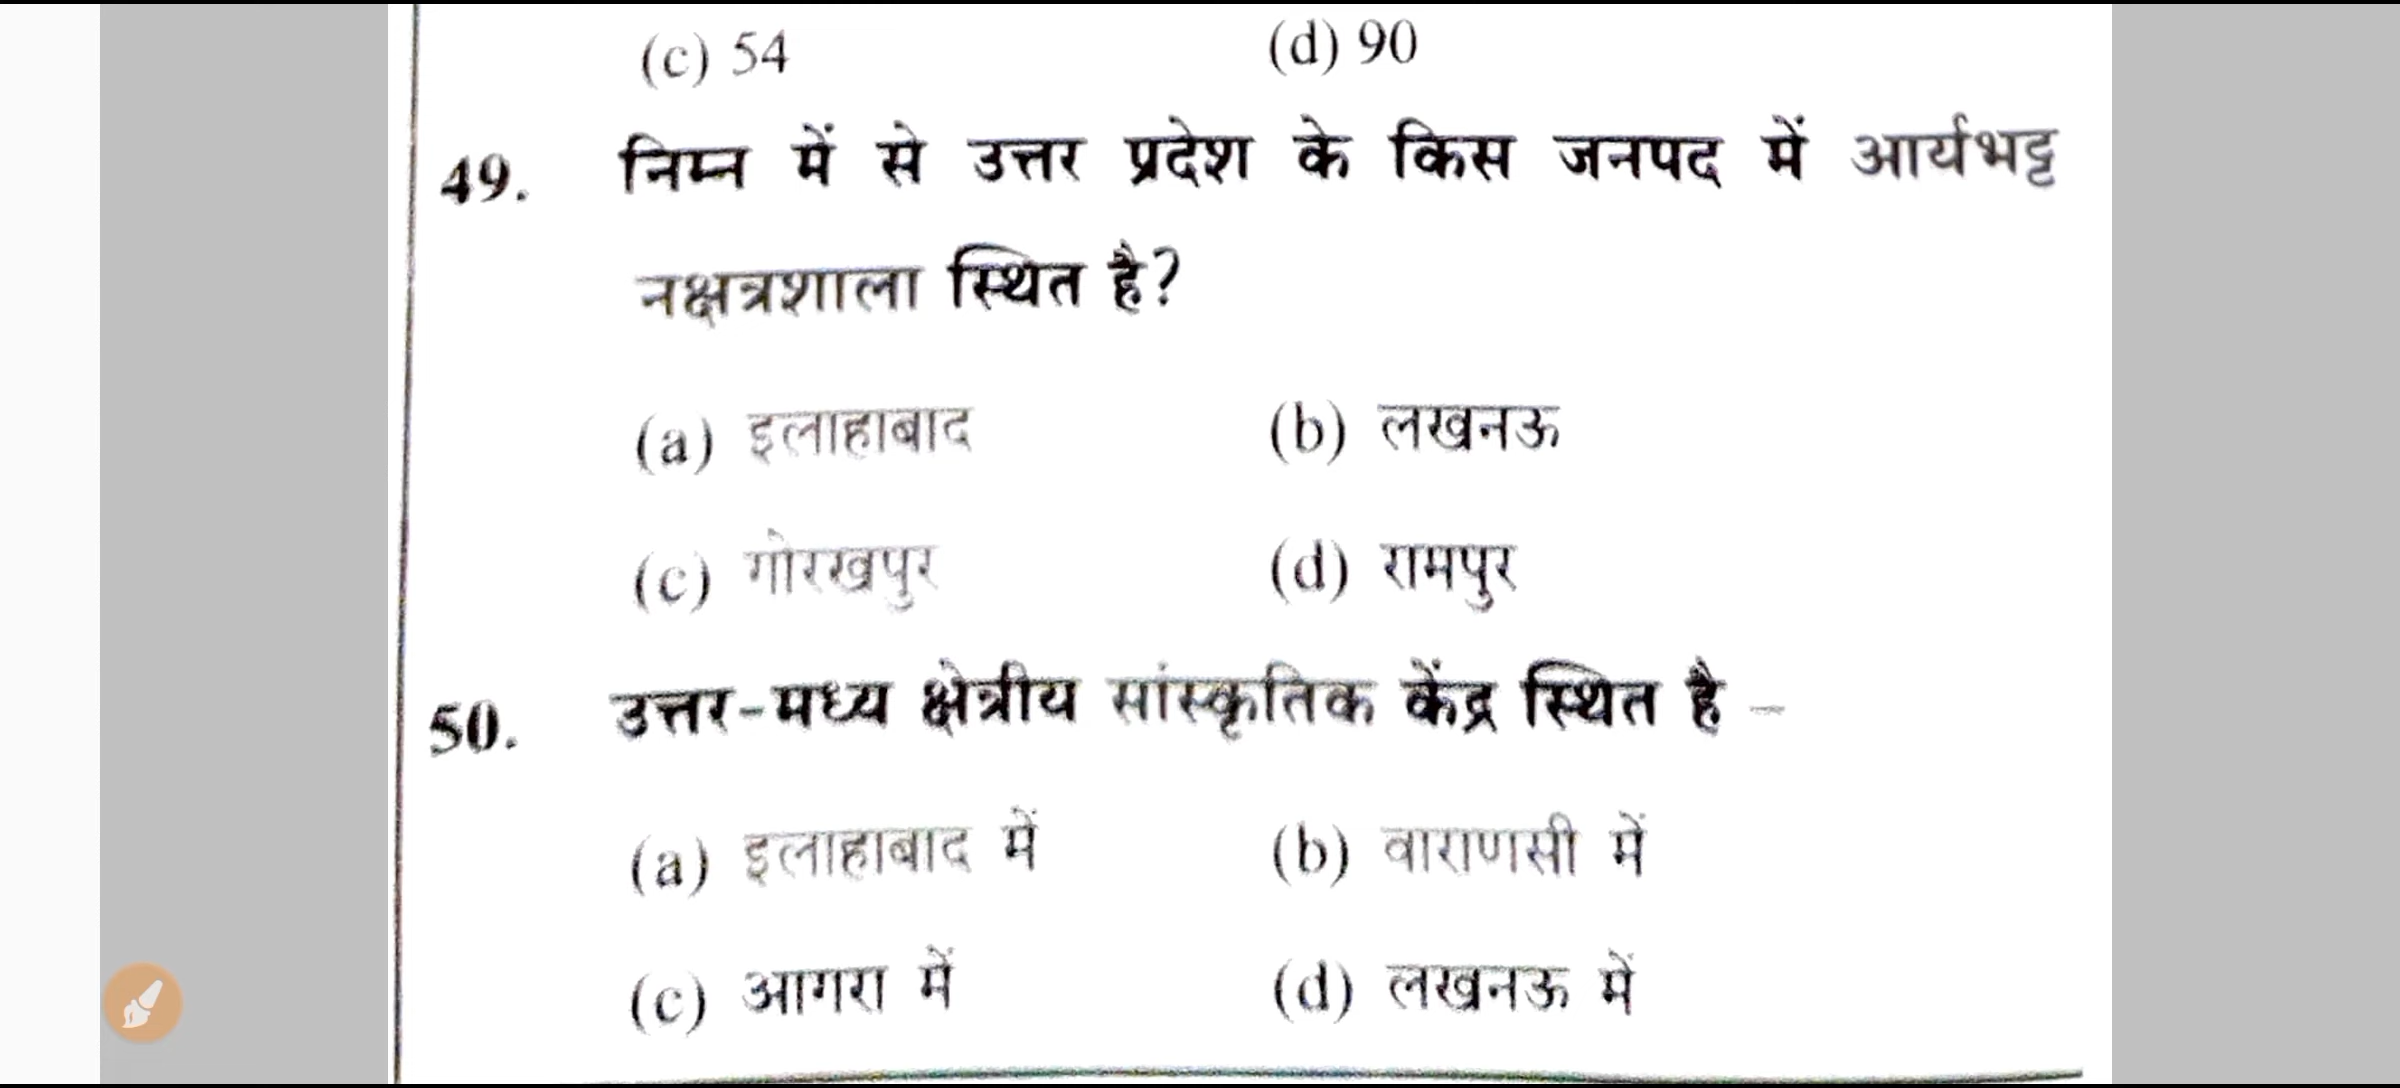 (c) 54 (d) 90
49. निम्न में से उत्तर प्रदेश के किस जनपद में आर्यभट्ट
नक्षत्रशाला स्थित है?
(a) इलाहाबाद (b) लखनऊ
(c) गोरखपुर (d) रामपुर
50. उत्तर-मध्य क्षेत्रीय सांस्कृतिक केंद्र स्थित है –
(a) इलाहाबाद में (b) वाराणसी में
(c) आगरा में (d) लखनऊ में